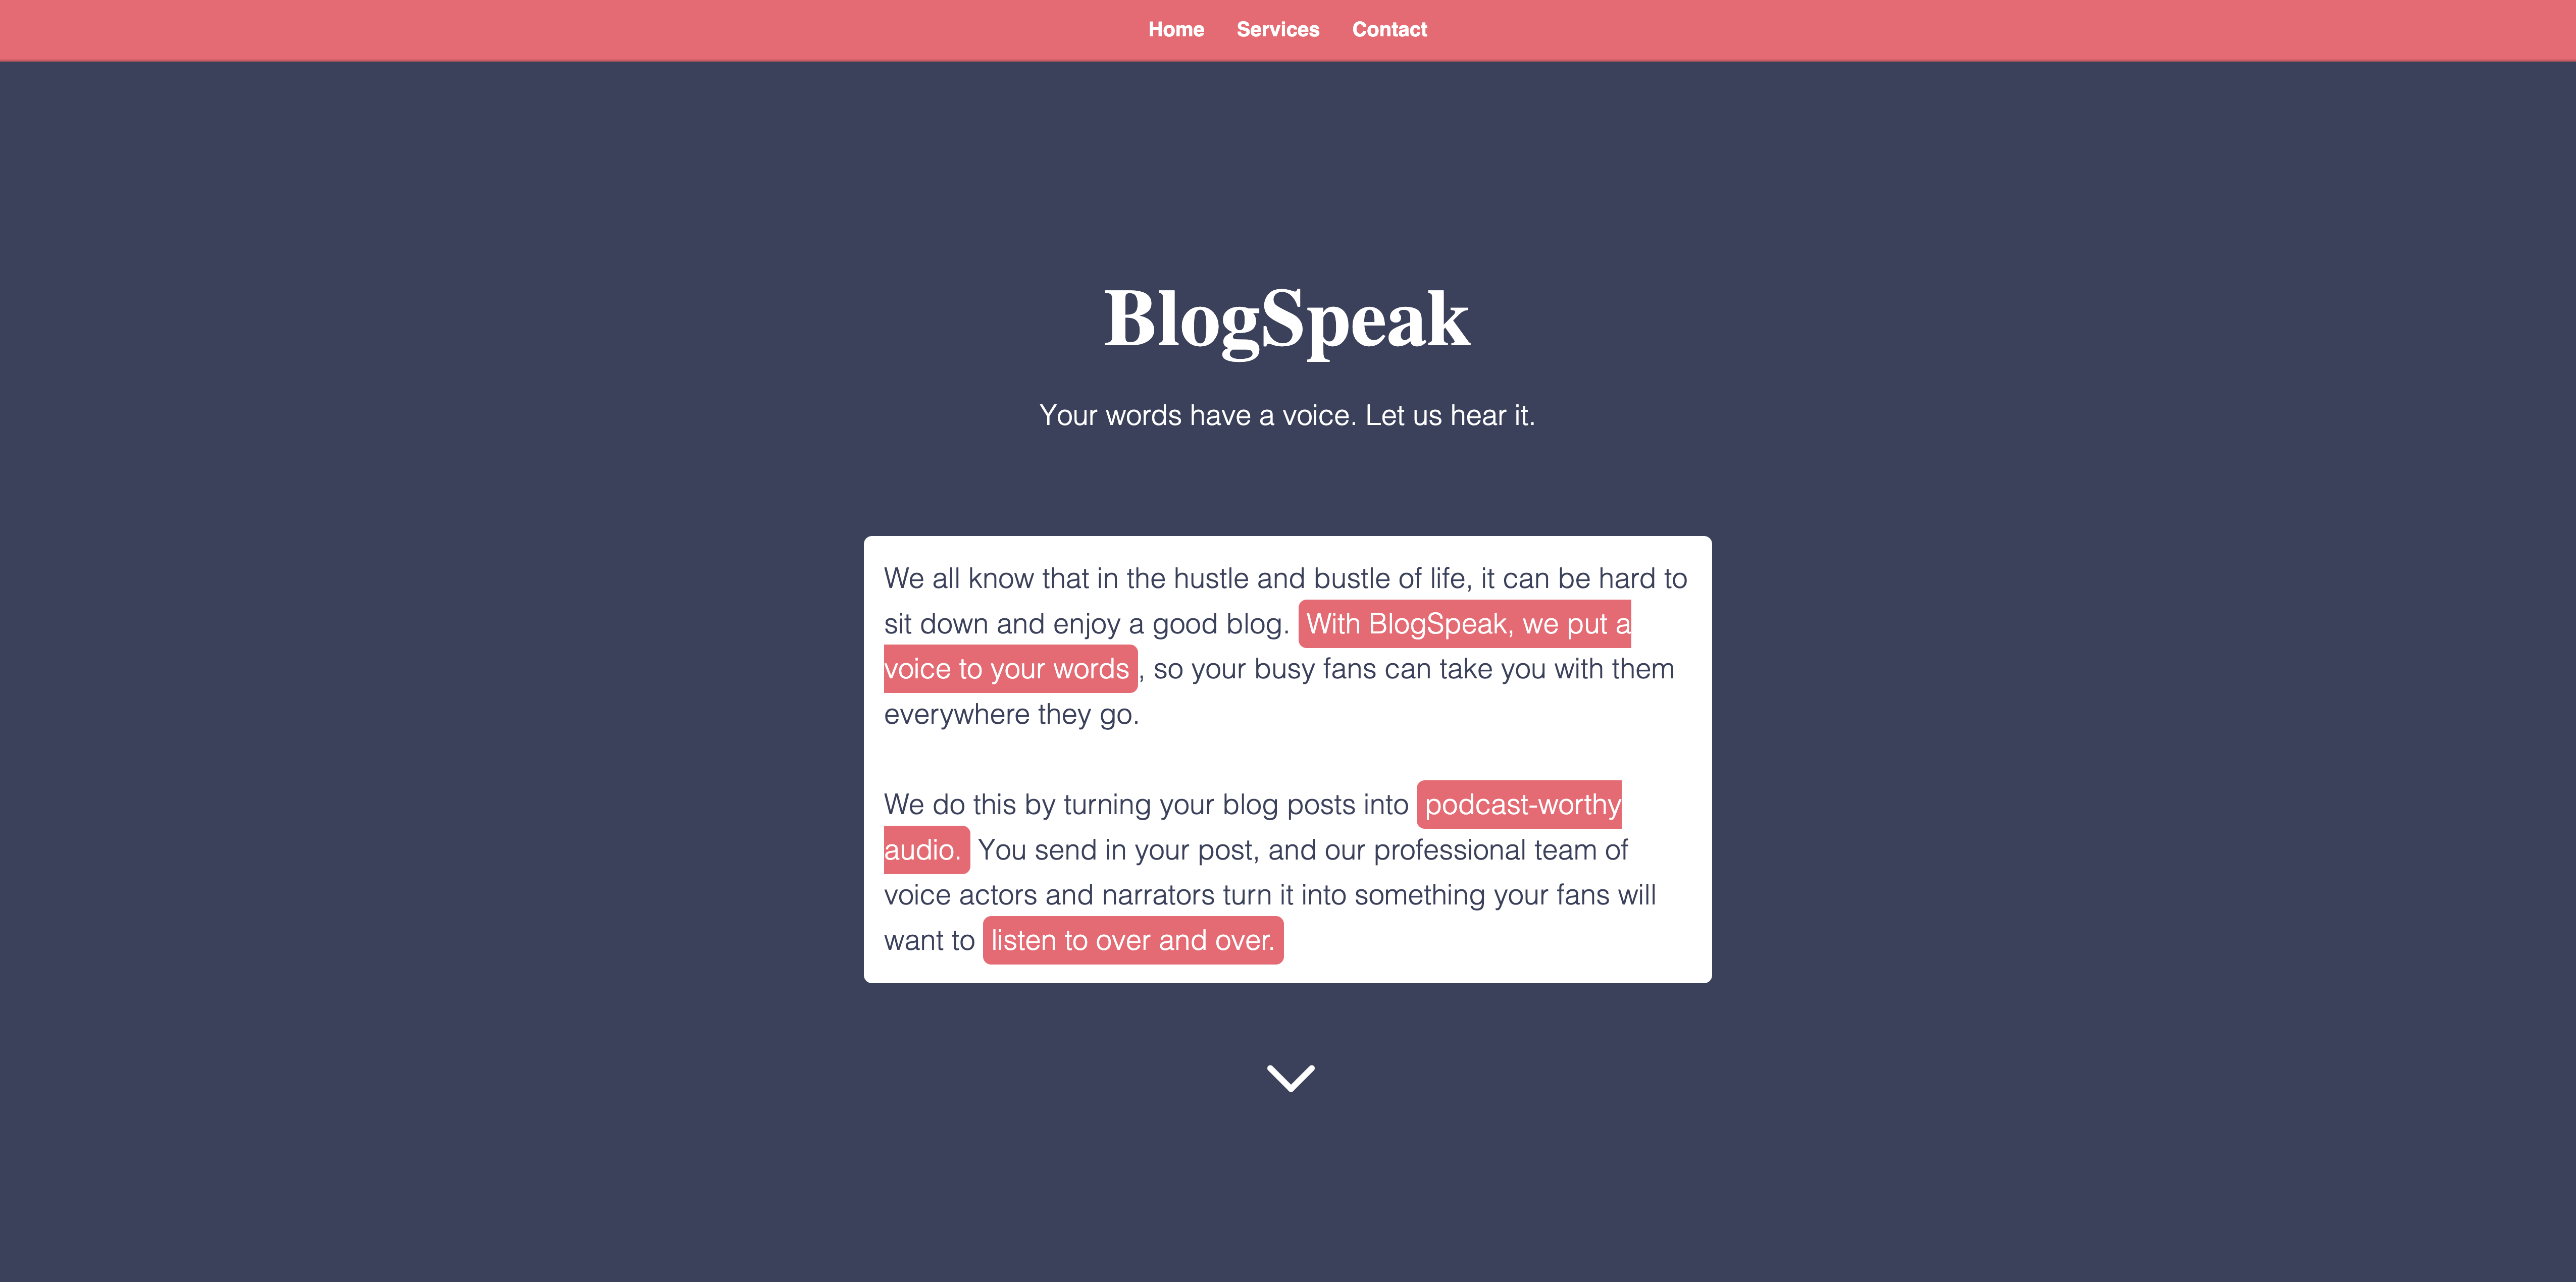 Home Services Contact
BlogSpeak
Your words have a voice. Let us hear it.
We all know that in the hustle and bustle of life, it can be hard to
sit down and enjoy a good blog. With BlogSpeak, we put a
voice to your words , so your busy fans can take you with them
everywhere they go.
We do this by turning your blog posts into podcast-worthy
audio. You send in your post, and our professional team of
voice actors and narrators turn it into something your fans will
want to listen to over and over.